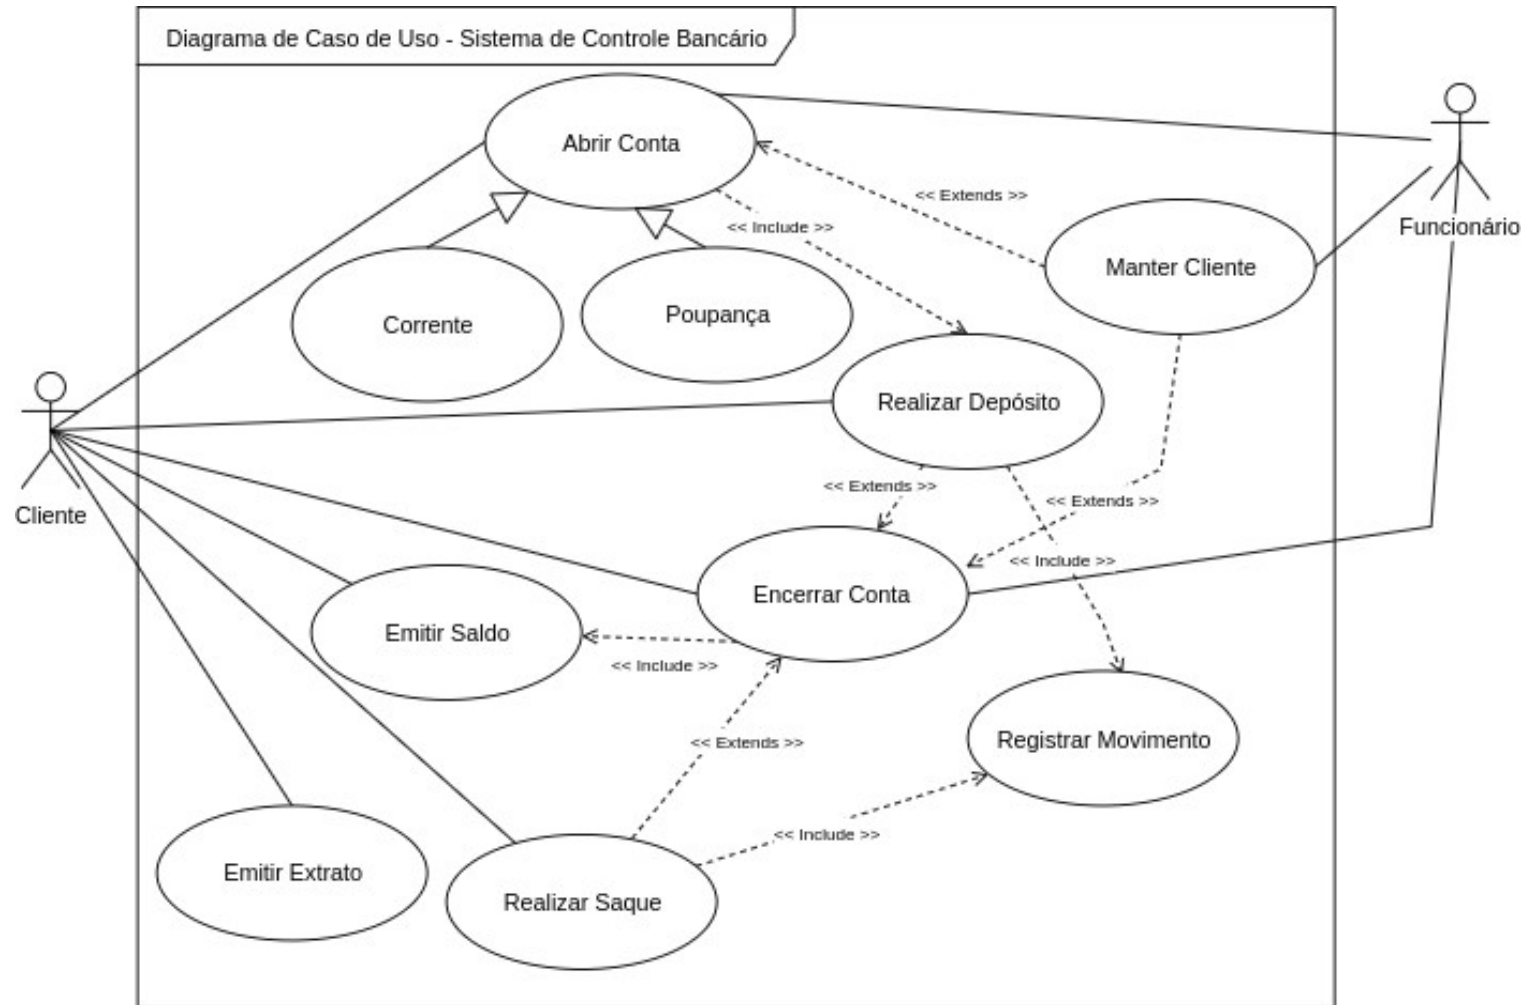 Diagrama de Caso de Uso - Sistema de Controle Bancário
Abrir Conta
<< Extends >>
<< Include >>
Funcionário
Manter Cliente
Corrente
Poupança
Realizar Depósito
<< Extends >>
<< Extends >>
Cliente
<< Include >>
Encerrar Conta
Emitir Saldo
<< Include >>
<< Extends >>
Registrar Movimento
<< Include >>
Emitir Extrato
Realizar Saque